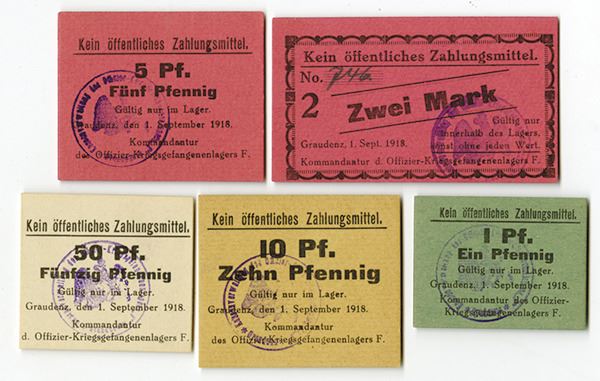 Kein öffentliches Zahlungsmittel.
5 Pf.
Fünf Pfennig
Gültig nur im Lager.
Graudenz, den 1. September 1918.
Kommandantur
des Offizier-Kriegsgefangenenlagers F.
Kein öffentliches Zahlungsmittel.
No. 746
2 Zwei Mark
Gültig nur
innerhalb des Lagers,
sonst ohne jeden Wert.
Graudenz, 1. Sept. 1918.
Kommandantur d. Offizier-Kriegsgefangenenlagers F.
Kein öffentliches Zahlungsmittel.
50 Pf.
Fünfzig Pfennig
Gültig nur im Lager.
Graudenz, den 1. September 1918.
Kommandantur
d. Offizier-Kriegsgefangenenlagers F.
Kein öffentliches Zahlungsmittel.
10 Pf.
Zehn Pfennig
Gültig nur im Lager.
Graudenz, den 1. September 1918.
Kommandantur
des Offizier-Kriegsgefangenenlagers F.
Kein öffentliches Zahlungsmittel.
1 Pf.
Ein Pfennig
Gültig nur im Lager.
Graudenz, den 1. September 1918.
Kommandantur des Offizier-
Kriegsgefangenenlagers F.